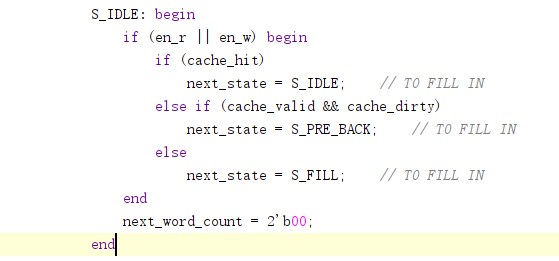 S_IDLE: begin
if (en_r || en_w) begin
if (cache_hit)
next_state = S_IDLE;    // TO FILL IN
else if (cache_valid && cache_dirty)
next_state = S_PRE_BACK;    // TO FILL IN
else
next_state = S_FILL;    // TO FILL IN
end
next_word_count = 2'b00;
end